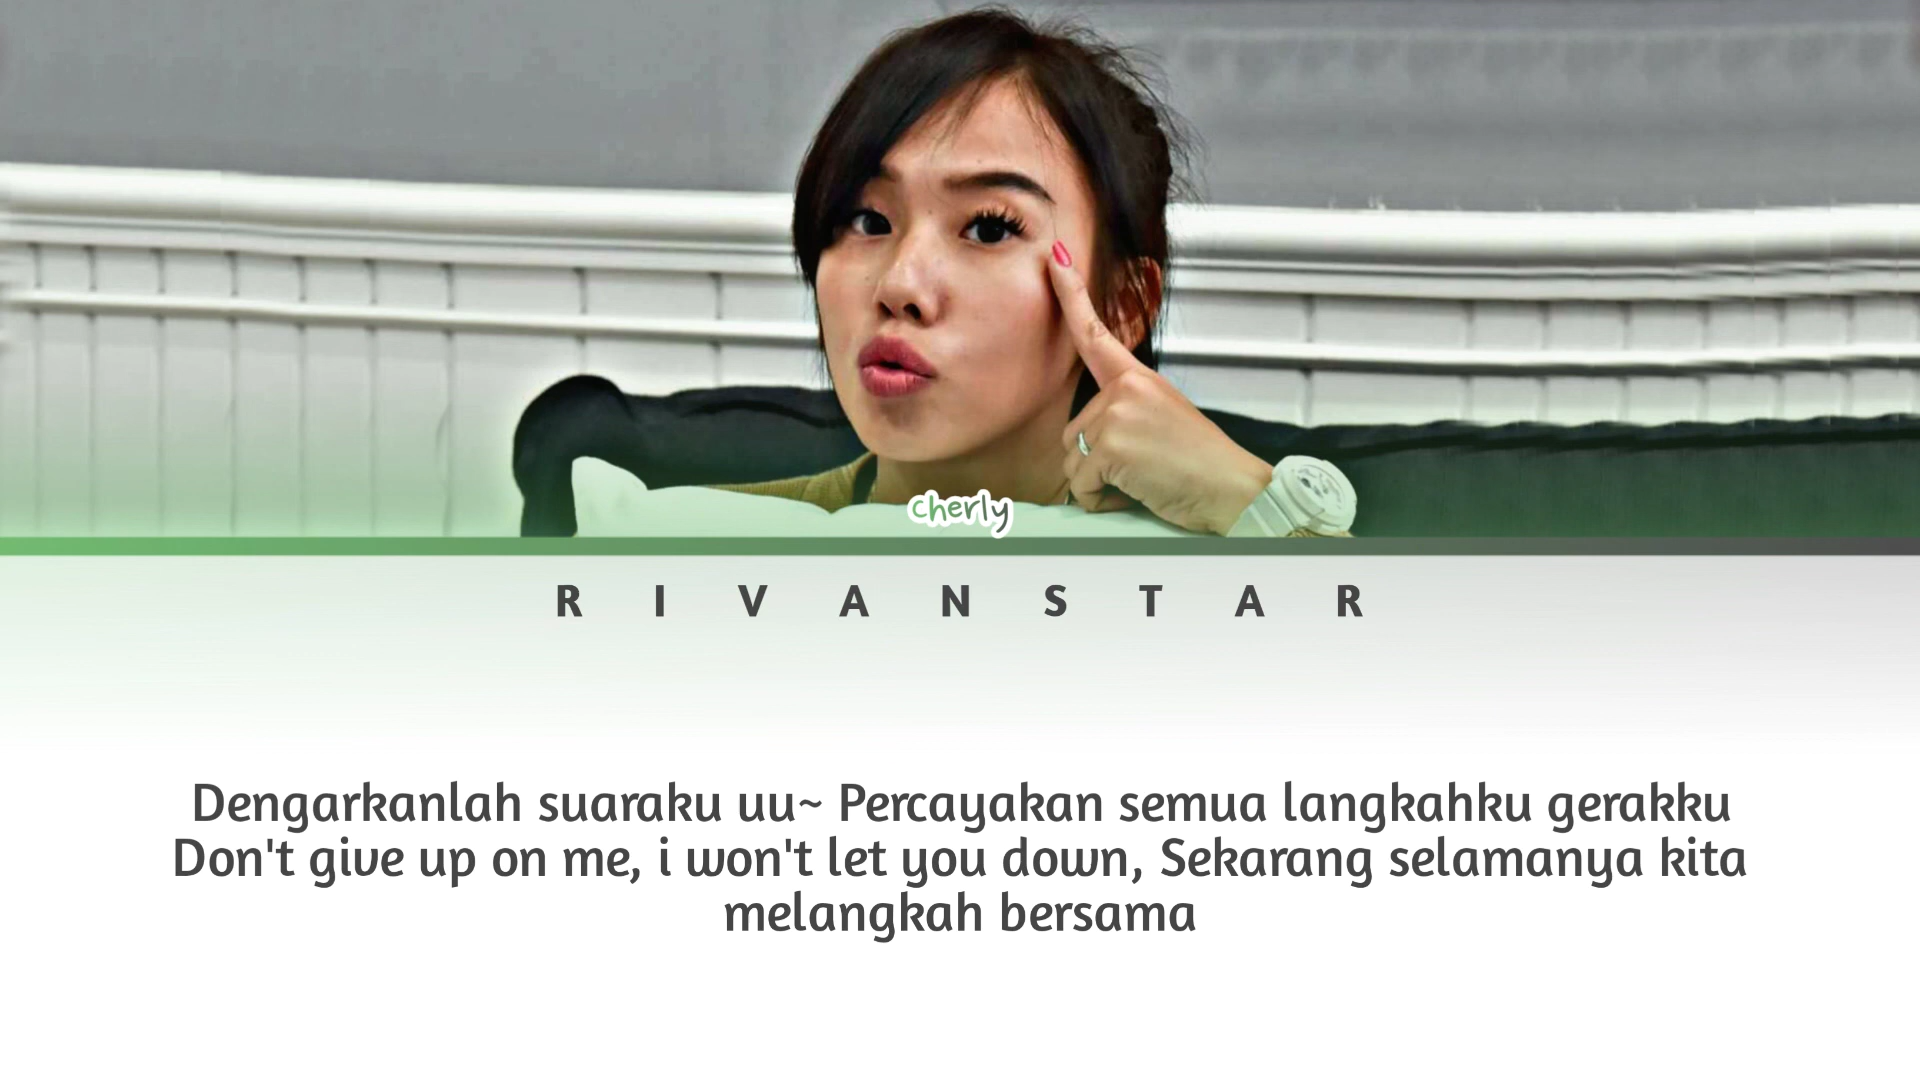 cherly
RIVANSTAR
Dengarkanlah suaraku uu~ Percayakan semua langkahku gerakku
Don't give up on me, i won't let you down, Sekarang selamanya kita
melangkah bersama